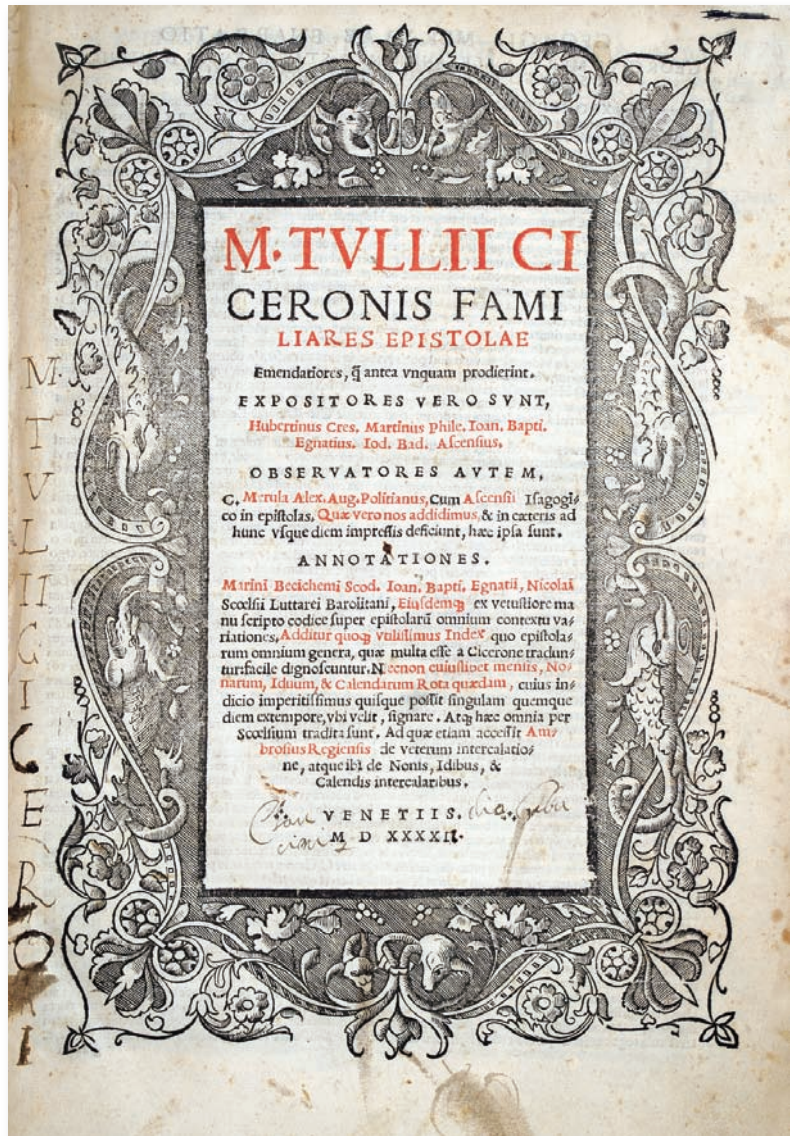 M. TVLLII CI
CERONIS FAMI
LIARES EPISTOLAE
Emendatiores, q̃ antea vnquam prodierint.
EXPOSITORES VERO SVNT,
Hubertinus Cres. Martinus Phile. Ioan. Bapti.
Egnatius. Iod. Bad. Ascensius.
OBSERVATORES AVTEM,
G. Merula Alex. Aug. Politianus, Cum Ascensii Isagogi-
co in epistolas. Quæ vero nos addidimus, & in cæteris ad
hunc vsque diem impressis deficiunt, hæc ipsa sunt.
ANNOTATIONES.
Marini Becichemi Scod. Ioan. Bapti. Egnatii, Nicolai
Scoelsii Luttarei Barolitani, Eiusdemqꝫ ex vetustiore ma
nu scripto codice super epistolarũ omnium contextu va-
riationes. Additur quoqꝫ vtilissimus Index quo epistola-
rum omnium genera, quæ multa esse a Cicerone tradun-
tur: facile dignoscuntur. Necnon cuiuslibet mensis, No-
narum, Iduum, & Calendarum Rota quædam, cuius in-
dicio imperitissimus quisque possit singulam quemque
diem extempore, vbi velit, signare. Atqꝫ hæc omnia per
Scoelsium tradita sunt. Ad quæ etiam accessit Am-
brosius Regiensis de veterum intercalatio-
ne, atque ibi de Nonis, Idibus, &
Calendis intercalaribus.
VENETIIS.
M D XXXXII.
M. TVLII CICERONI